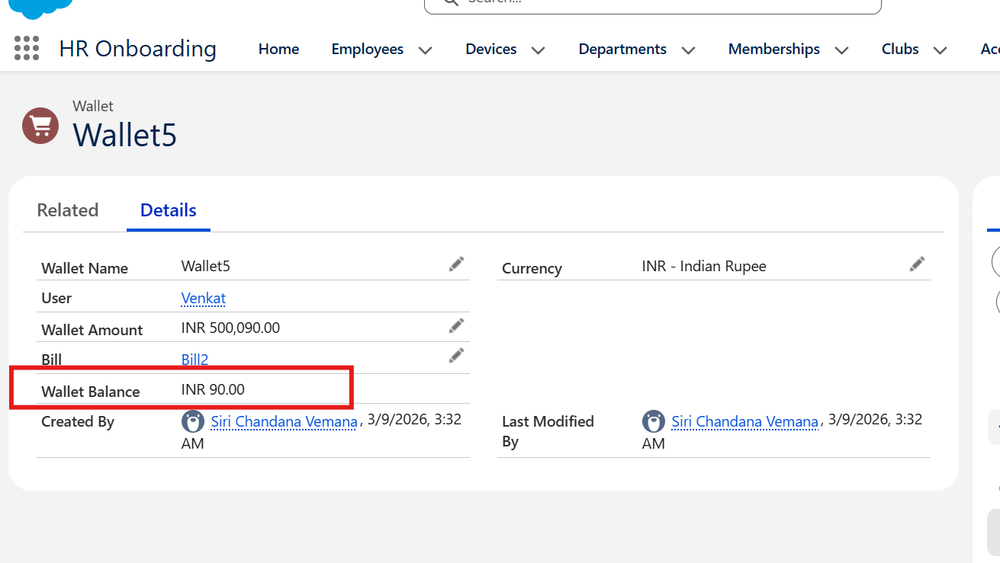 Search...
HR Onboarding Home Employees Devices Departments Memberships Clubs
Wallet
Wallet5
Related Details
Wallet Name Wallet5 Currency INR - Indian Rupee
User Venkat
Wallet Amount INR 500,090.00
Bill Bill2
Wallet Balance INR 90.00
Created By Siri Chandana Vemana, 3/9/2026, 3:32 Last Modified Siri Chandana Vemana, 3/9/2026, 3:32
AM By AM